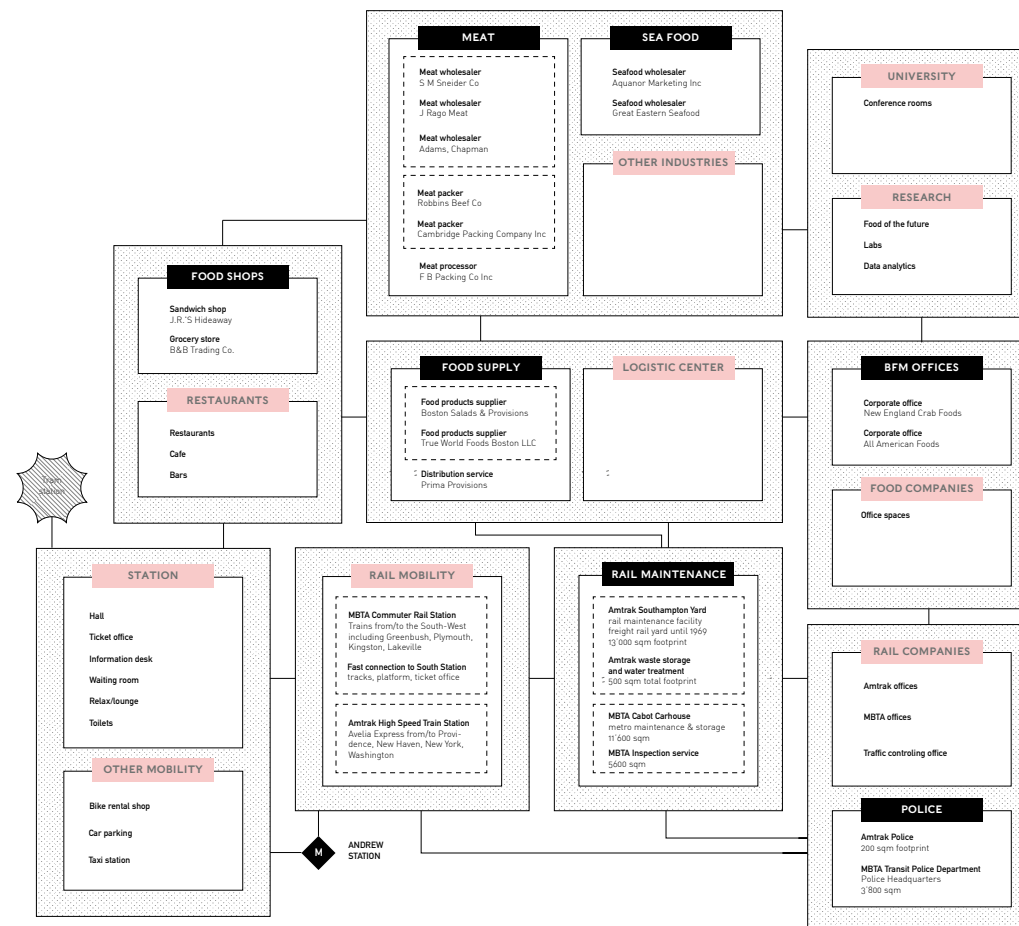 MEAT
Meat wholesaler
S M Sneider Co
Meat wholesaler
J Rago Meat
Meat wholesaler
Adams, Chapman
Meat packer
Robbins Beef Co
Meat packer
Cambridge Packing Company Inc
Meat processor
F B Packing Co Inc
SEA FOOD
Seafood wholesaler
Aquanor Marketing Inc
Seafood wholesaler
Great Eastern Seafood
OTHER INDUSTRIES
UNIVERSITY
Conference rooms
RESEARCH
Food of the future
Labs
Data analytics
FOOD SHOPS
Sandwich shop
J.R.'S Hideaway
Grocery store
B&B Trading Co.
RESTAURANTS
Restaurants
Cafe
Bars
FOOD SUPPLY
Food products supplier
Boston Salads & Provisions
Food products supplier
True World Foods Boston LLC
Distribution service
Prima Provisions
LOGISTIC CENTER
BFM OFFICES
Corporate office
New England Crab Foods
Corporate office
All American Foods
FOOD COMPANIES
Office spaces
Train
station
STATION
Hall
Ticket office
Information desk
Waiting room
Relax/lounge
Toilets
OTHER MOBILITY
Bike rental shop
Car parking
Taxi station
RAIL MOBILITY
MBTA Commuter Rail Station
Trains from/to the South-West
including Greenbush, Plymouth,
Kingston, Lakeville
Fast connection to South Station
tracks, platform, ticket office
Amtrak High Speed Train Station
Avelia Express from/to Provi-
dence, New Haven, New York,
Washington
M
ANDREW
STATION
RAIL MAINTENANCE
Amtrak Southampton Yard
rail maintenance facility
freight rail yard until 1969
13'000 sqm footprint
Amtrak waste storage
and water treatment
500 sqm total footprint
MBTA Cabot Carhouse
metro maintenance & storage
11'600 sqm
MBTA Inspection service
5600 sqm
RAIL COMPANIES
Amtrak offices
MBTA offices
Traffic controling office
POLICE
Amtrak Police
200 sqm footprint
MBTA Transit Police Department
Police Headquarters
3'800 sqm